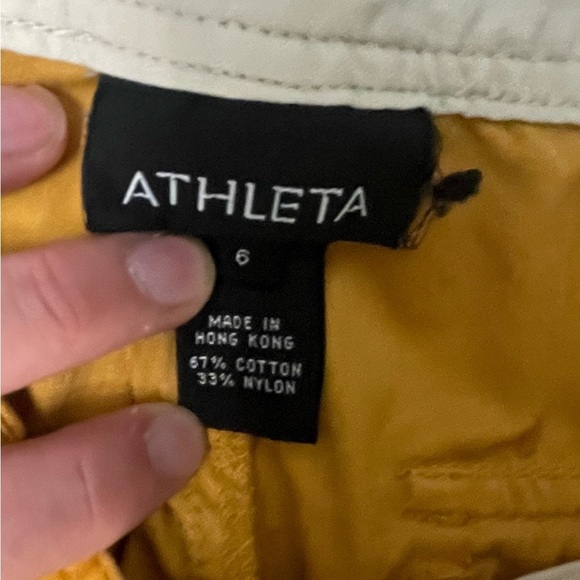 ATHLETA
6
MADE IN
HONG KONG
67% COTTON
33% NYLON